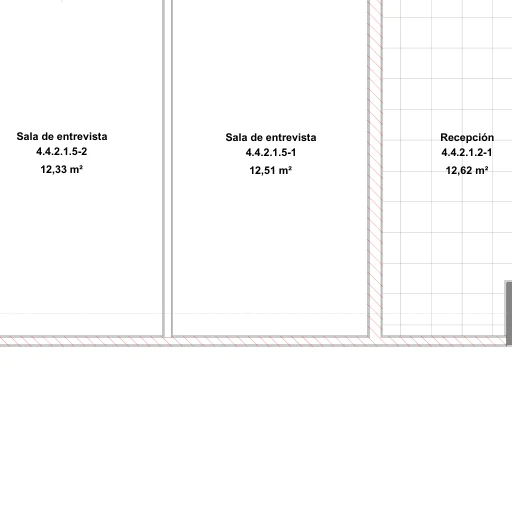 Sala de entrevista
4.4.2.1.5-2
12,33 m²
Sala de entrevista
4.4.2.1.5-1
12,51 m²
Recepción
4.4.2.1.2-1
12,62 m²